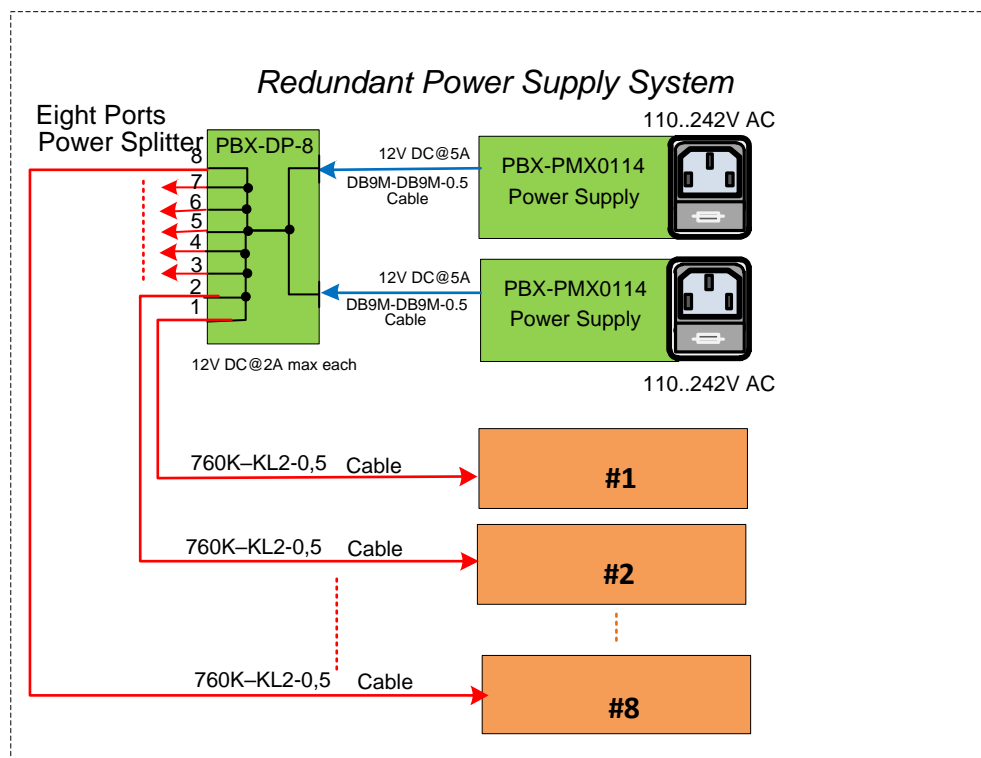 Redundant Power Supply System
Eight Ports
Power Splitter
110..242V AC
8
7
6
5
4
3
2
1
PBX-DP-8
12V DC@5A
DB9M-DB9M-0.5
Cable
PBX-PMX0114
Power Supply
12V DC@5A
DB9M-DB9M-0.5
Cable
PBX-PMX0114
Power Supply
12V DC@2A max each
110..242V AC
760K–KL2-0,5 Cable
#1
760K–KL2-0,5 Cable
#2
760K–KL2-0,5 Cable
#8